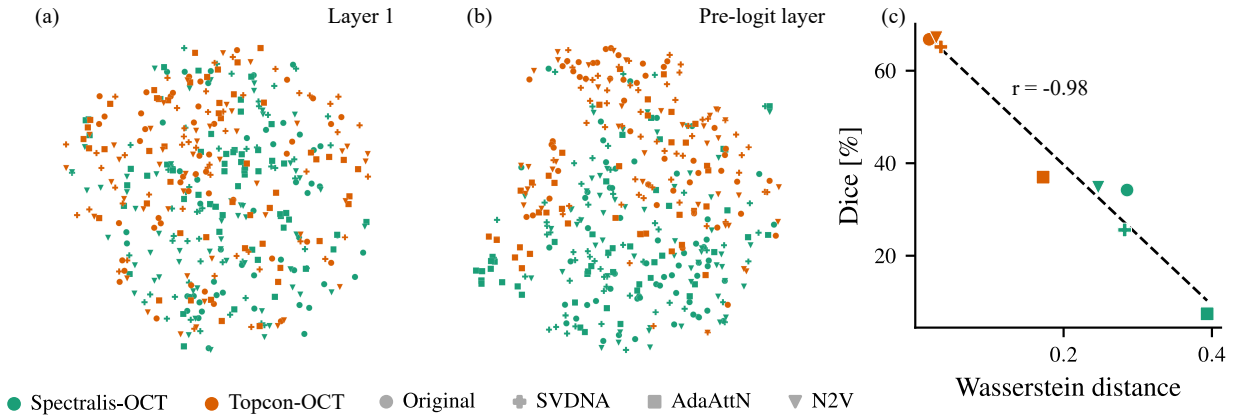 (a)
Layer 1
(b)
Pre-logit layer
(c)
60
40
20
r = -0.98
Dice [%]
0.2
0.4
Wasserstein distance
Spectralis-OCT
Topcon-OCT
Original
SVDNA
AdaAttN
N2V